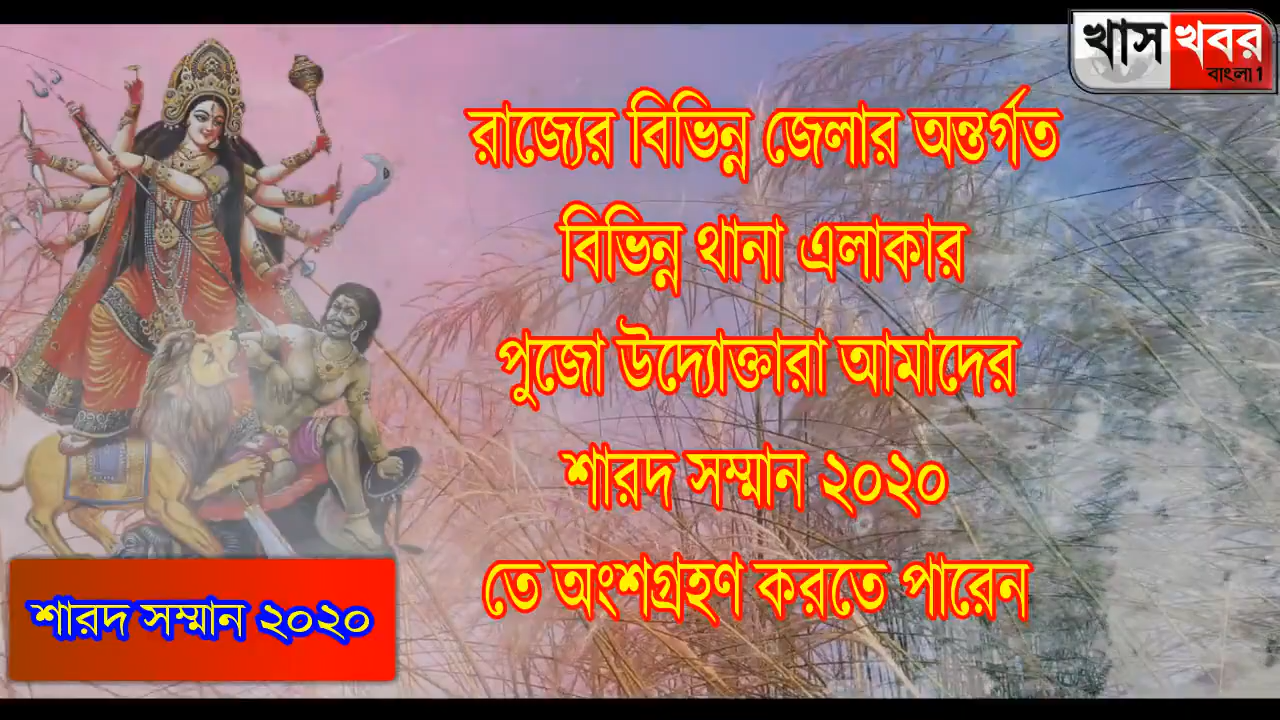 খাস খবর
বাংলা 1
রাজ্যের বিভিন্ন জেলার অন্তর্গত
বিভিন্ন থানা এলাকার
পুজো উদ্যোক্তারা আমাদের
শারদ সম্মান ২০২০
তে অংশগ্রহণ করতে পারেন
শারদ সম্মান ২০২০